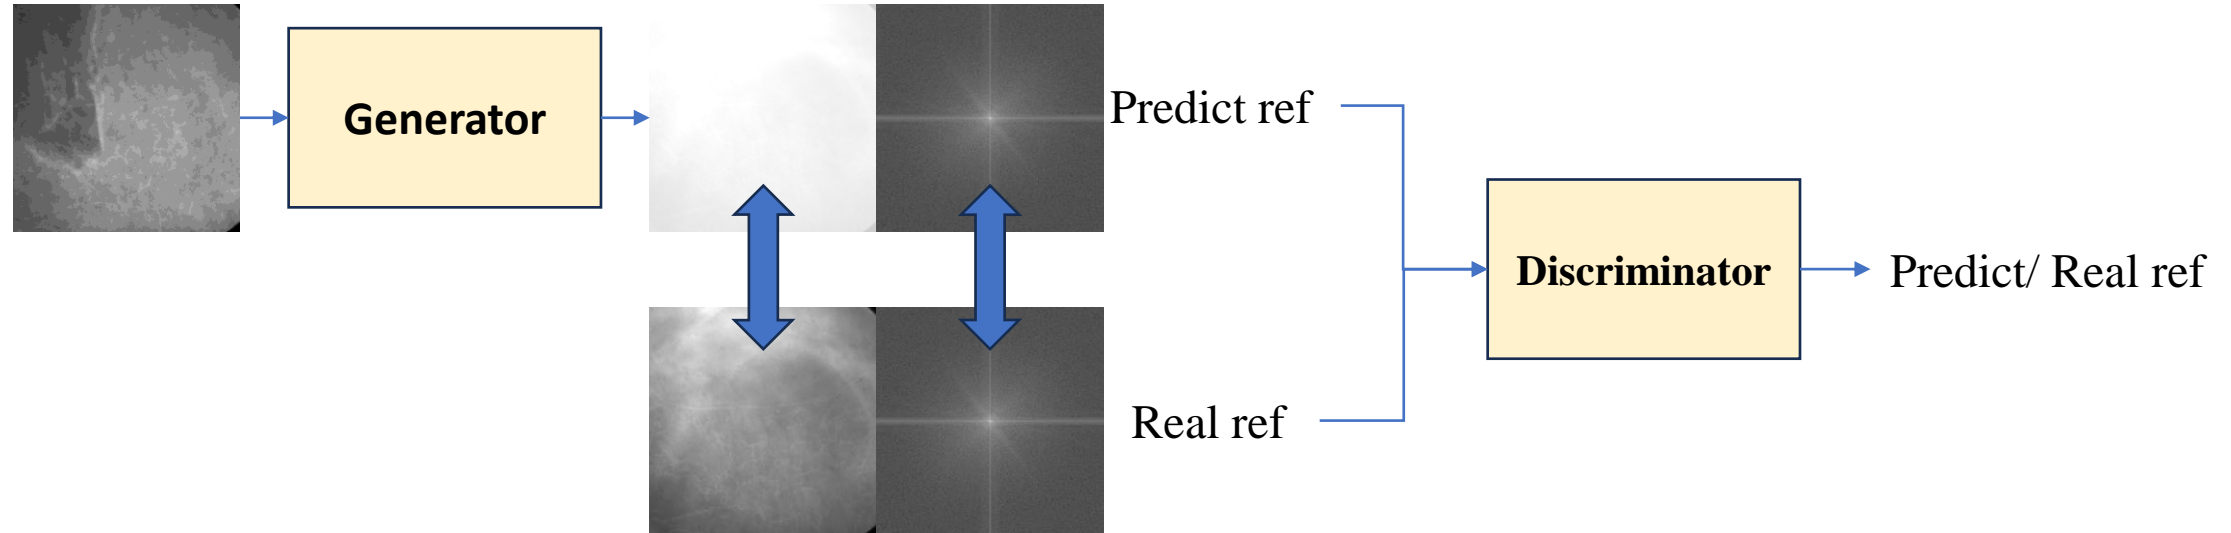 Generator
Predict ref
Discriminator
Predict/ Real ref
Real ref